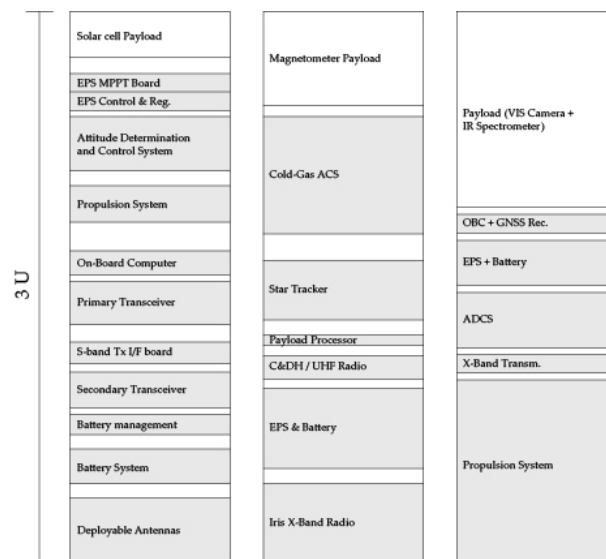 3 U
Solar cell Payload
EPS MPPT Board
EPS Control & Reg.
Attitude Determination
and Control System
Propulsion System
On-Board Computer
Primary Transceiver
S-band Tx I/F board
Secondary Transceiver
Battery management
Battery System
Deployable Antennas
Magnetometer Payload
Cold-Gas ACS
Star Tracker
Payload Processor
C&DH / UHF Radio
EPS & Battery
Iris X-Band Radio
Payload (VIS Camera +
IR Spectrometer)
OBC + GNSS Rec.
EPS + Battery
ADCS
X-Band Transm.
Propulsion System